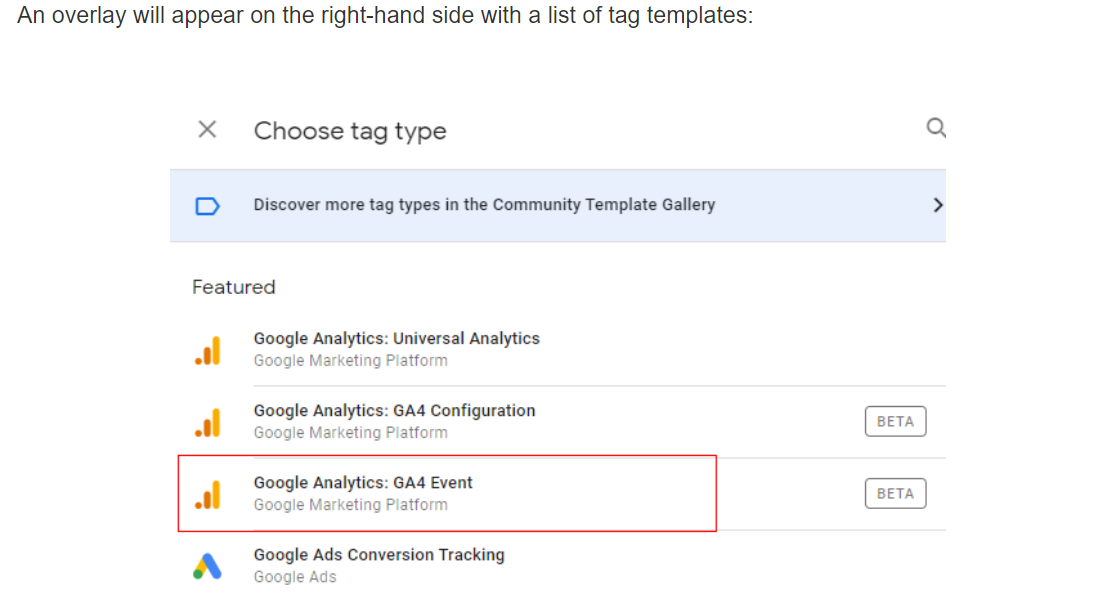 An overlay will appear on the right-hand side with a list of tag templates:
Choose tag type
Discover more tag types in the Community Template Gallery
Featured
Google Analytics: Universal Analytics
Google Marketing Platform
Google Analytics: GA4 Configuration
Google Marketing Platform
BETA
Google Analytics: GA4 Event
Google Marketing Platform
BETA
Google Ads Conversion Tracking
Google Ads